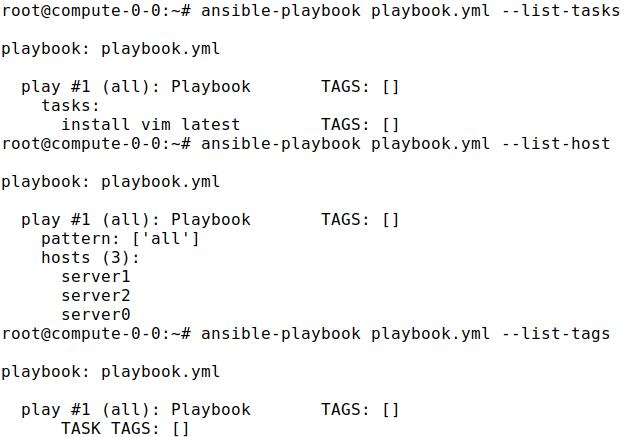 root@compute-0-0:~# ansible-playbook playbook.yml --list-tasks
playbook: playbook.yml
play #1 (all): Playbook TAGS: []
tasks:
install vim latest TAGS: []
root@compute-0-0:~# ansible-playbook playbook.yml --list-host
playbook: playbook.yml
play #1 (all): Playbook TAGS: []
pattern: ['all']
hosts (3):
server1
server2
server0
root@compute-0-0:~# ansible-playbook playbook.yml --list-tags
playbook: playbook.yml
play #1 (all): Playbook TAGS: []
TASK TAGS: []